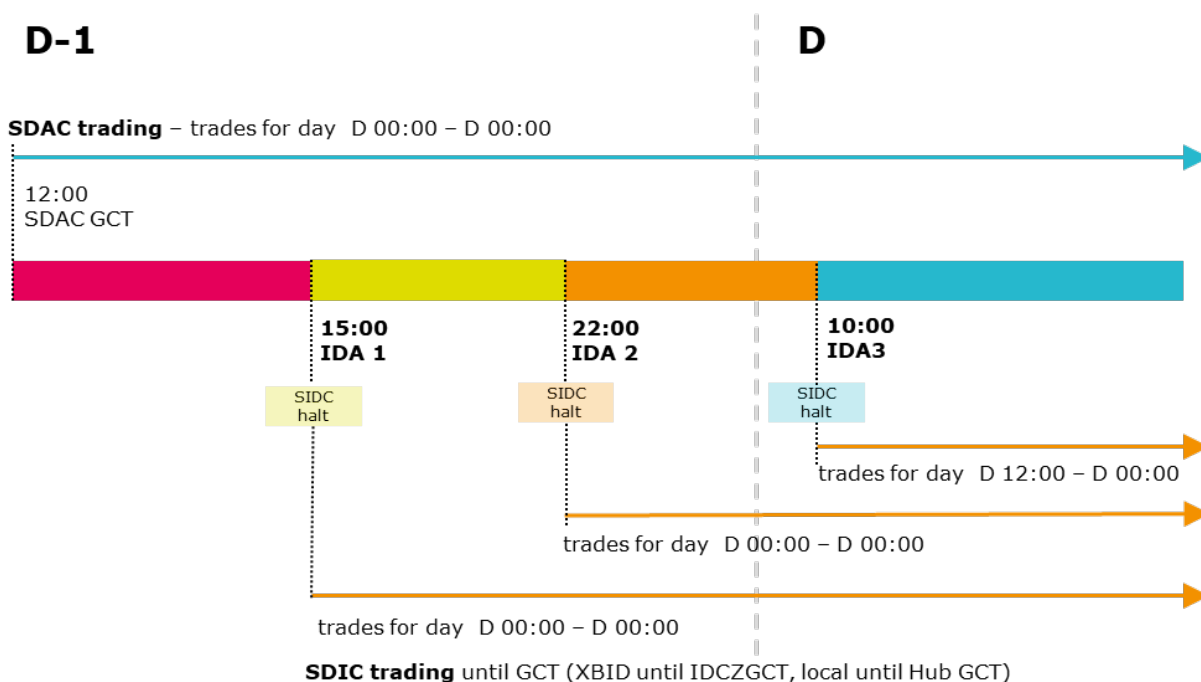 D-1
D
SDAC trading – trades for day  D 00:00 – D 00:00
12:00
SDAC GCT
15:00
IDA 1
22:00
IDA 2
10:00
IDA3
SIDC
halt
SIDC
halt
SIDC
halt
trades for day  D 12:00 – D 00:00
trades for day  D 00:00 – D 00:00
trades for day  D 00:00 – D 00:00
SDIC trading until GCT (XBID until IDCZGCT, local until Hub GCT)